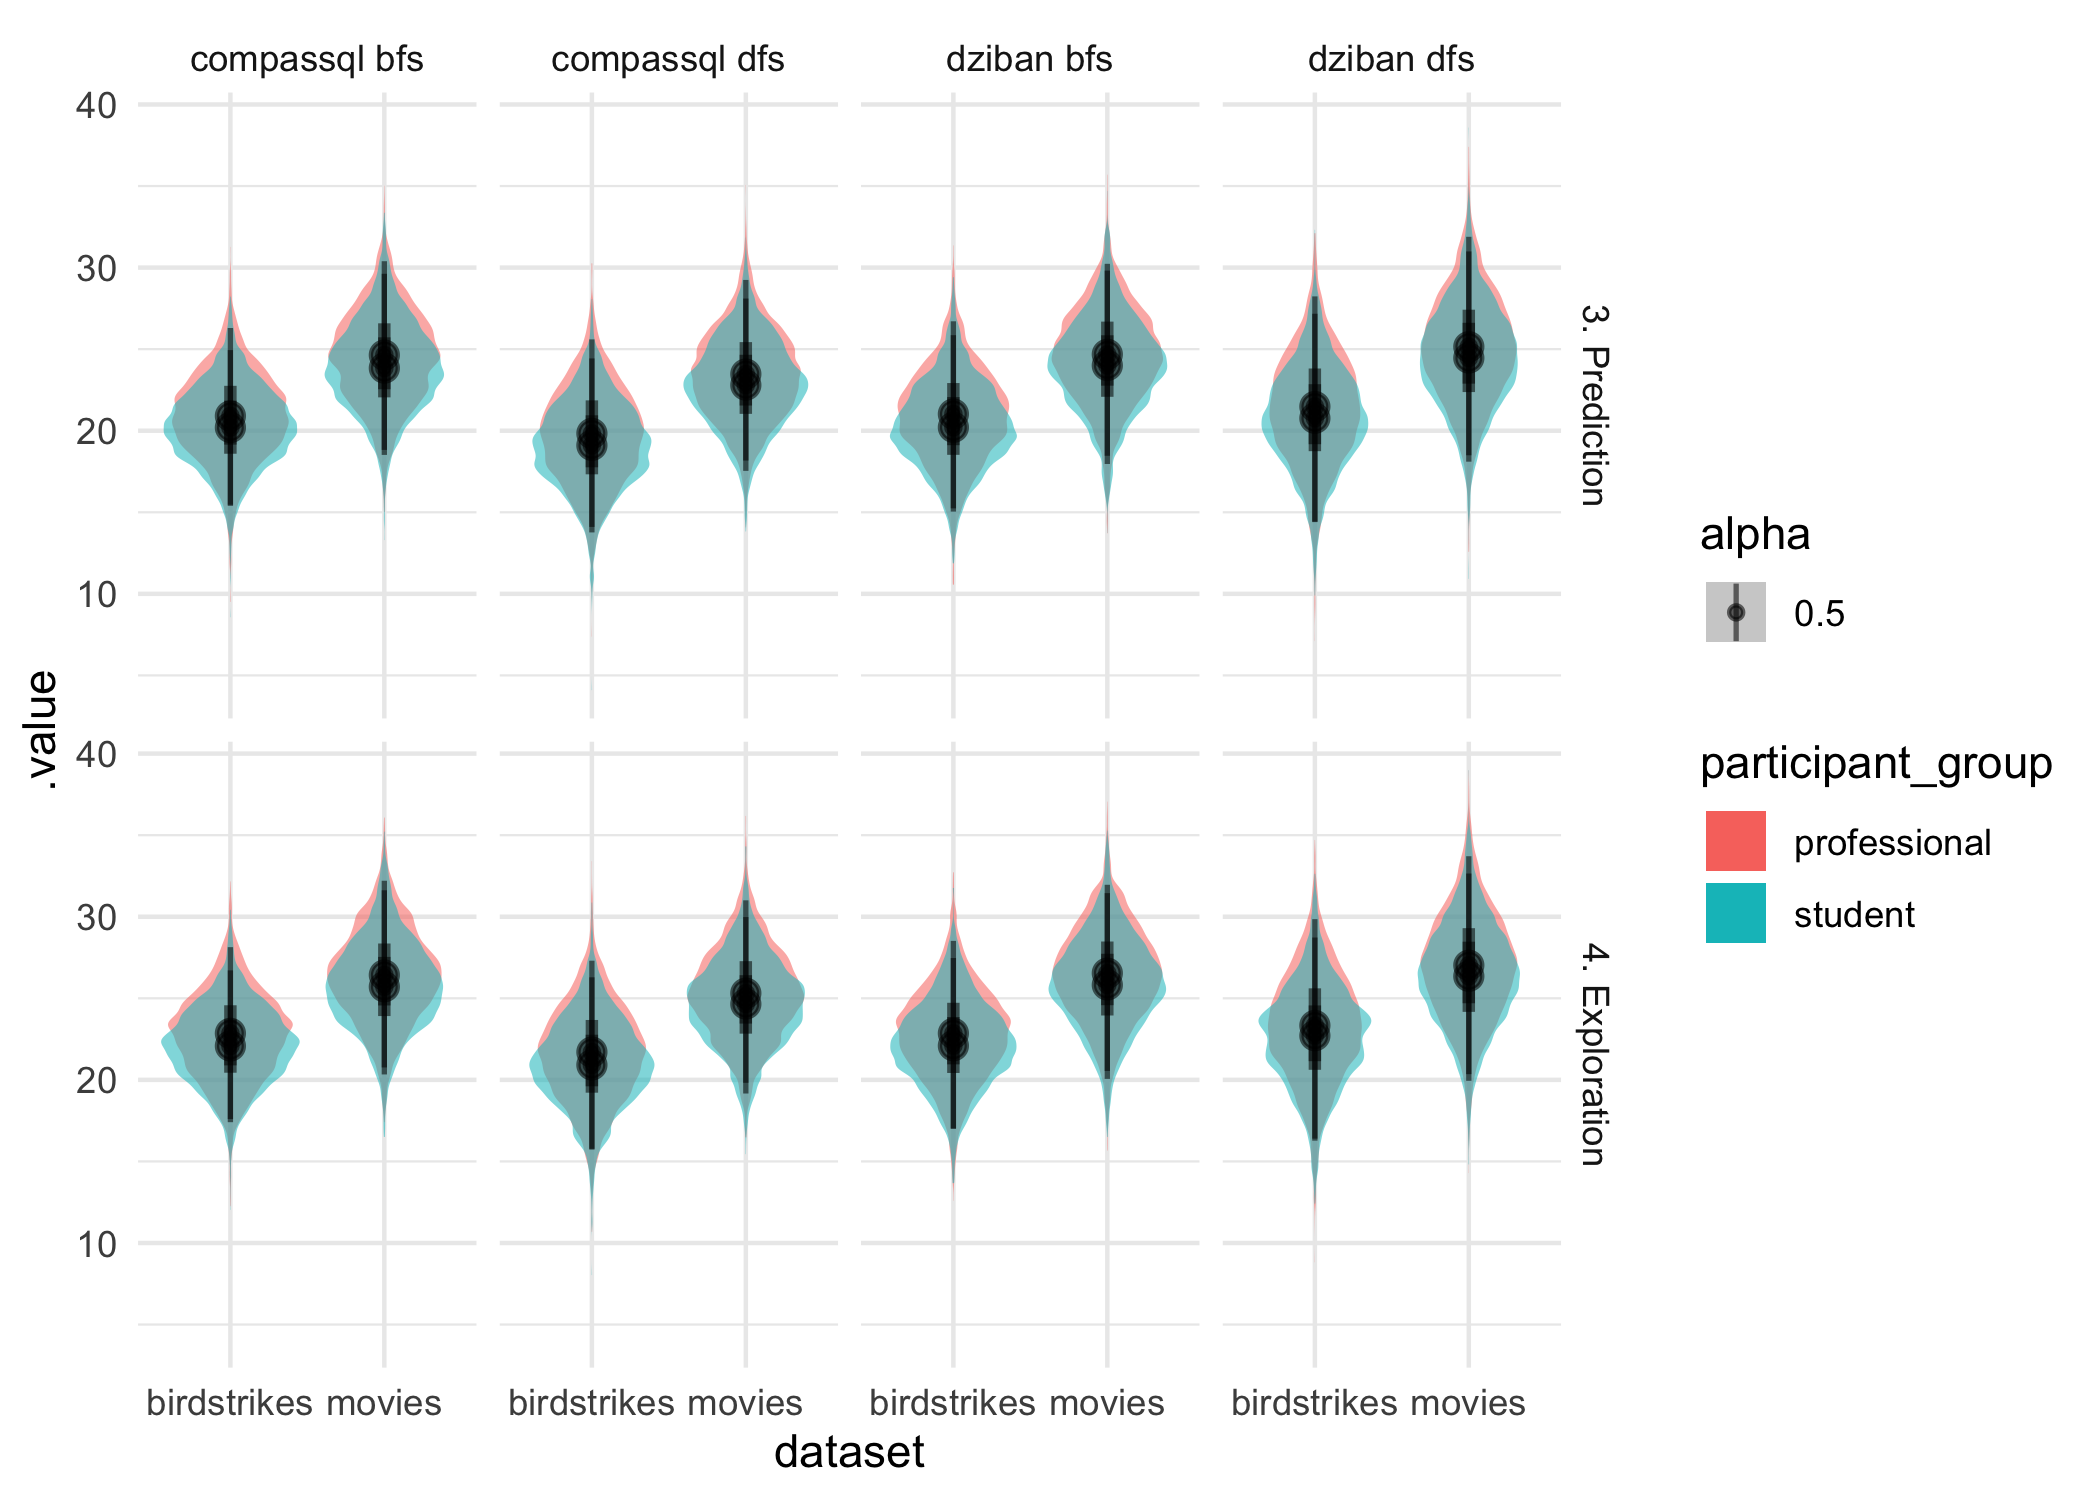 compassql bfs compassql dfs dziban bfs dziban dfs
40
30
20
10
3. Prediction
.value
40
30
20
10
4. Exploration
birdstrikes movies birdstrikes movies birdstrikes movies birdstrikes movies
dataset
alpha
0.5
participant_group
professional
student